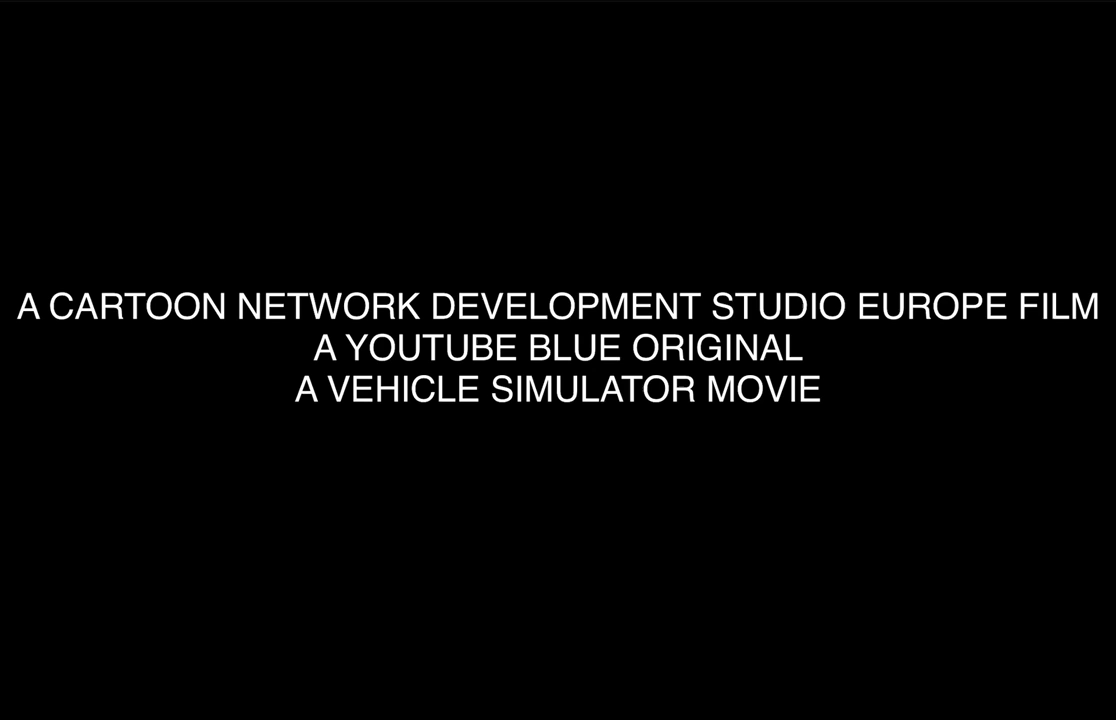 A CARTOON NETWORK DEVELOPMENT STUDIO EUROPE FILM
A YOUTUBE BLUE ORIGINAL
A VEHICLE SIMULATOR MOVIE